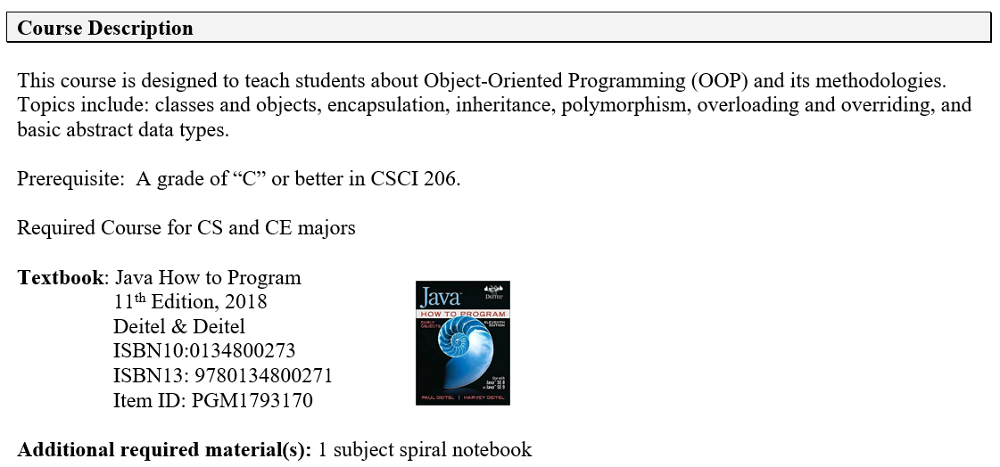 Course Description
This course is designed to teach students about Object-Oriented Programming (OOP) and its methodologies.
Topics include: classes and objects, encapsulation, inheritance, polymorphism, overloading and overriding, and
basic abstract data types.
Prerequisite:  A grade of “C” or better in CSCI 206.
Required Course for CS and CE majors
Textbook: Java How to Program
11th Edition, 2018
Deitel & Deitel
ISBN10:0134800273
ISBN13: 9780134800271
Item ID: PGM1793170
Java
DEITEL
HOW TO PROGRAM
EARLY
OBJECTS
ELEVENTH
EDITION
Use with
Java SE 8
or Java SE 9
PAUL DEITEL | HARVEY DEITEL
Additional required material(s): 1 subject spiral notebook